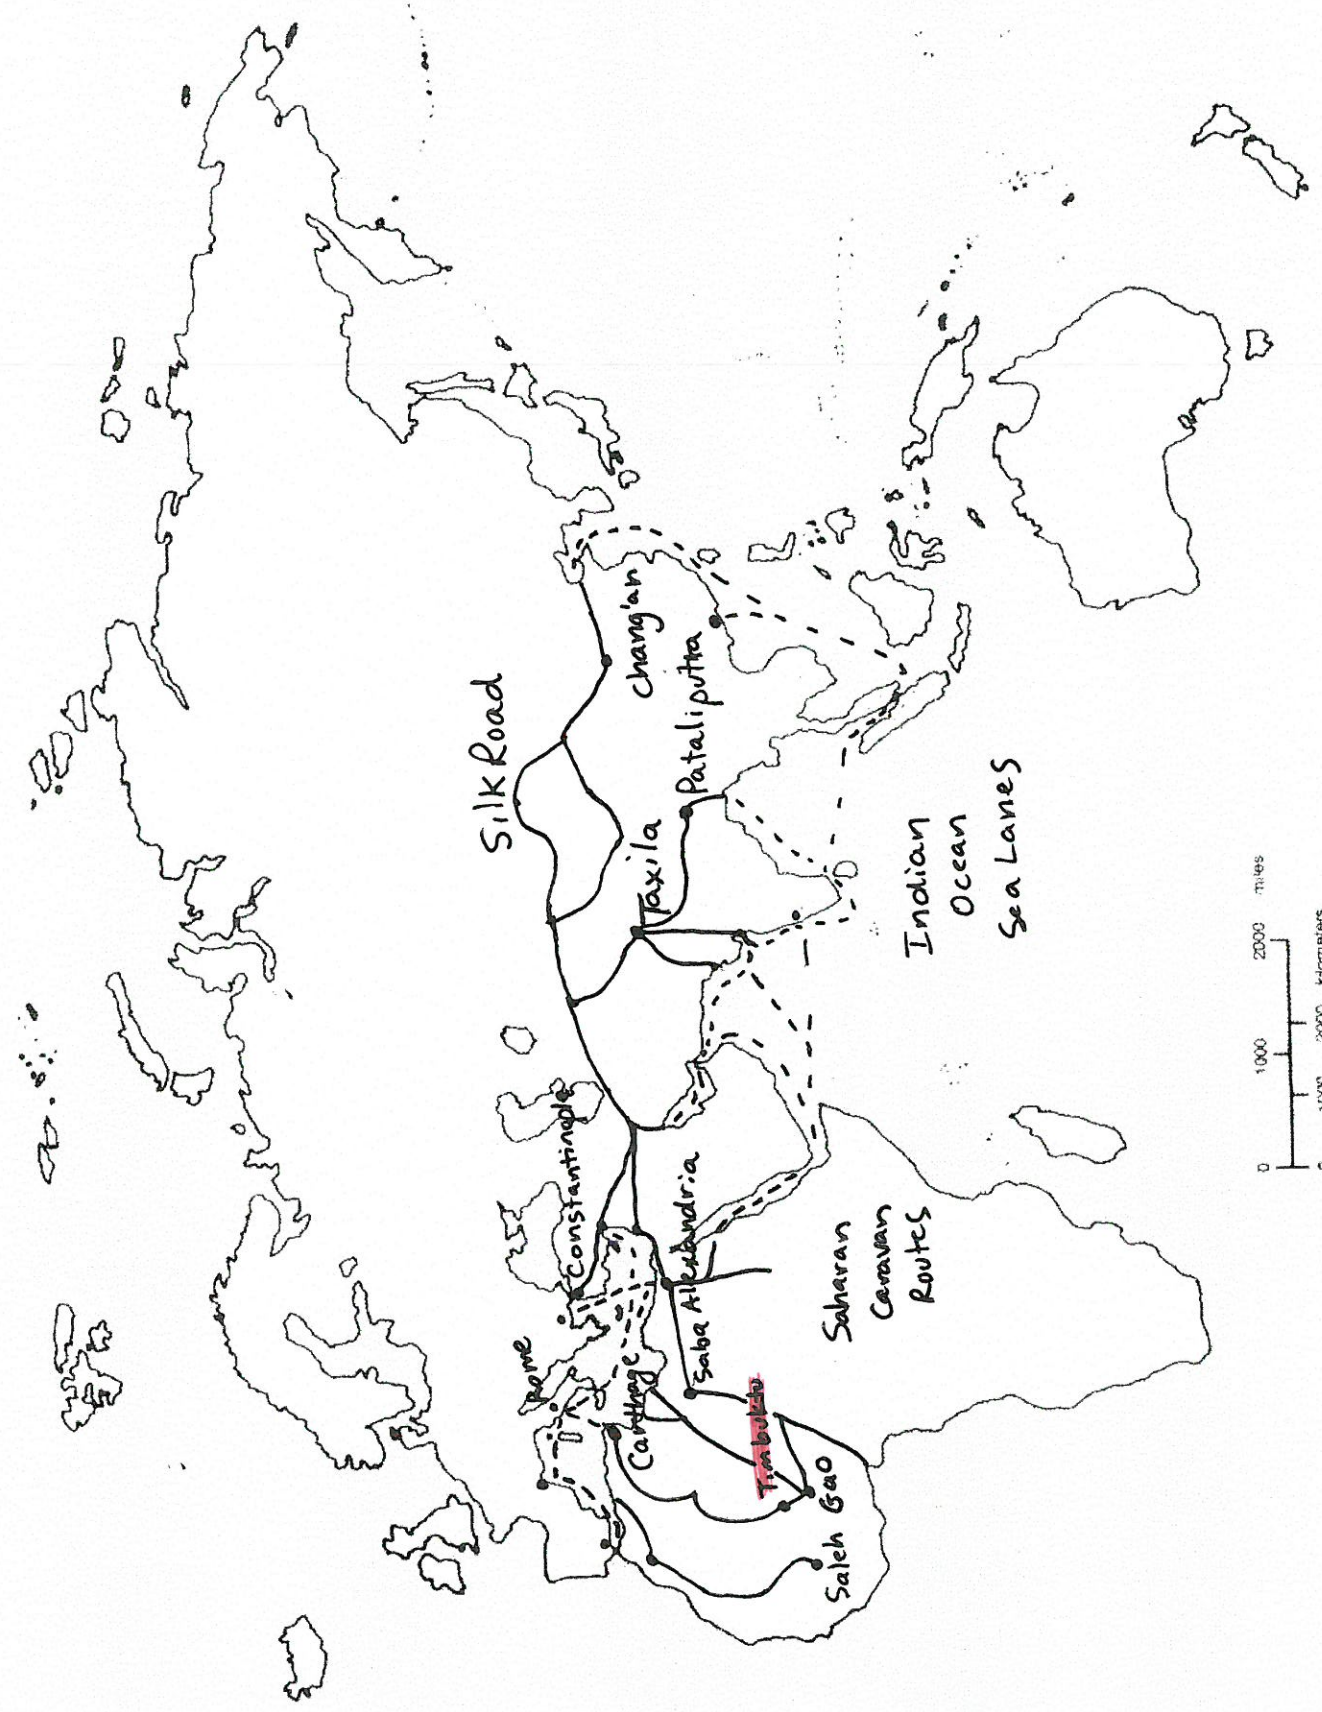 Silk Road
chang'an
Pataliputra
Taxila
Constantinople
Rome
Carthage
Alexandria
Saba
Timbuktu
Gao
Saleh
Saharan
Caravan
Routes
Indian
Ocean
Sea Lanes
0 1000 2000 miles